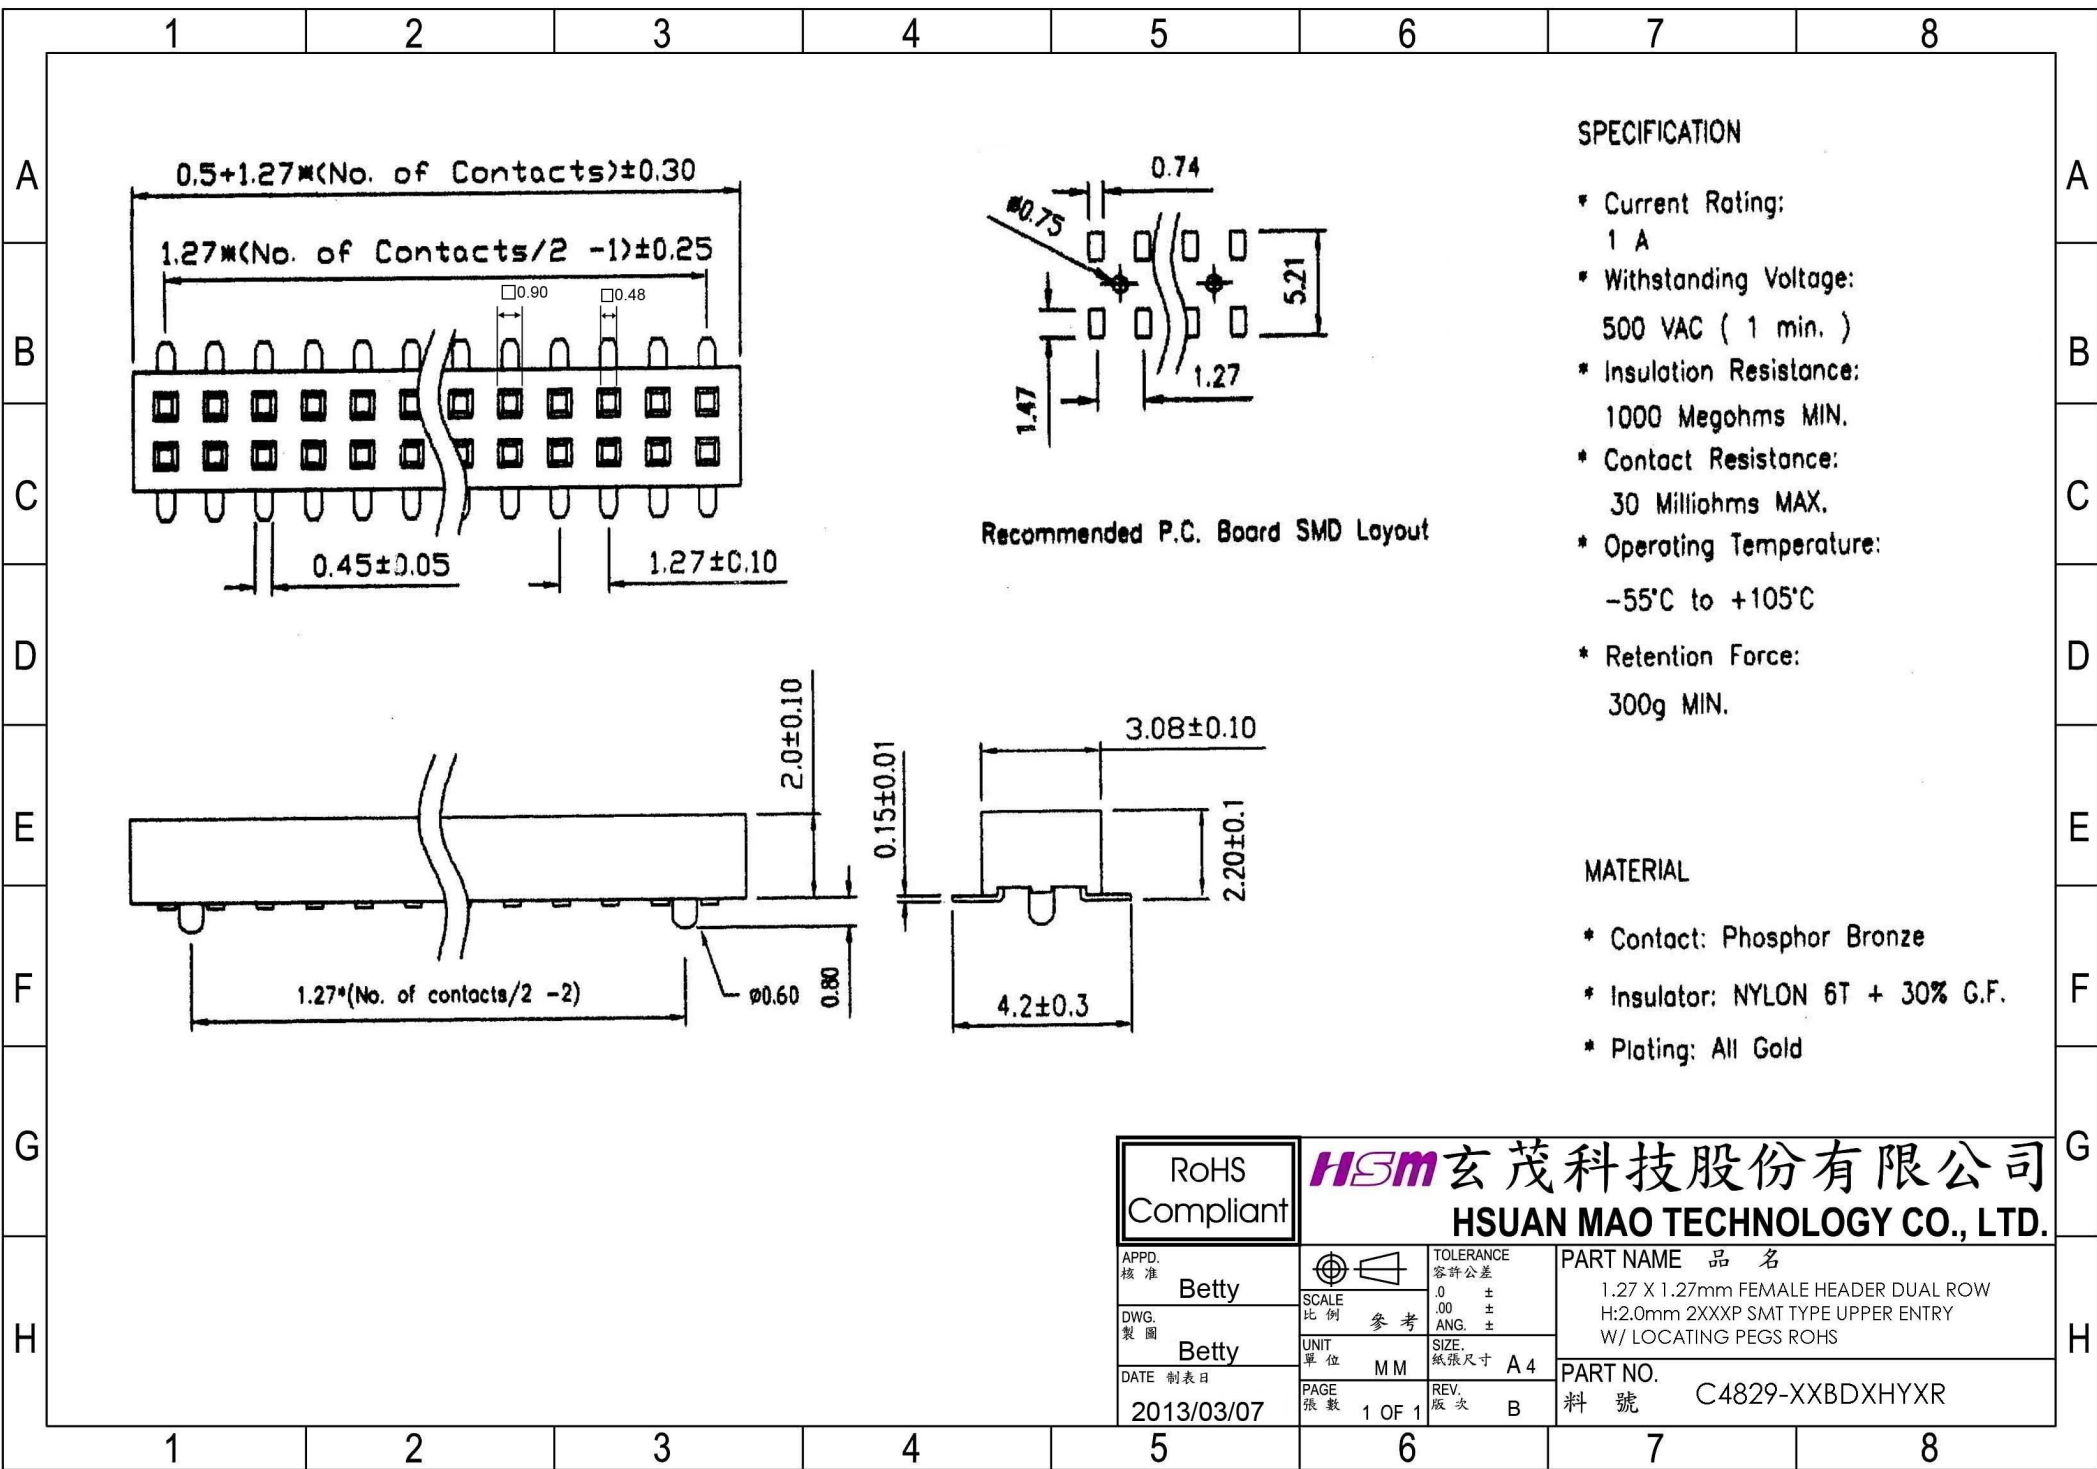 1 2 3 4 5 6 7 8
A A
B B
C C
D D
E E
F F
G G
H H
0.5+1.27*(No. of Contacts)±0.30
1.27*(No. of Contacts/2 -1)±0.25
□0.90
□0.48
0.45±0.05
1.27±0.10
0.74
ø0.75
5.21
1.47
1.27
Recommended P.C. Board SMD Layout
2.0±0.10
1.27*(No. of contacts/2 -2)
ø0.60
0.80
0.15±0.01
3.08±0.10
2.20±0.1
4.2±0.3
SPECIFICATION
* Current Rating:
1 A
* Withstanding Voltage:
500 VAC ( 1 min. )
* Insulation Resistance:
1000 Megohms MIN.
* Contact Resistance:
30 Milliohms MAX.
* Operating Temperature:
-55°C to +105°C
* Retention Force:
300g MIN.
MATERIAL
* Contact: Phosphor Bronze
* Insulator: NYLON 6T + 30% G.F.
* Plating: All Gold
RoHS
Compliant
HSM 玄茂科技股份有限公司
HSUAN MAO TECHNOLOGY CO., LTD.
APPD.
核 准
Betty
DWG.
製 圖
Betty
DATE 制表日
2013/03/07
SCALE
比 例 參 考
UNIT
單 位 M M
PAGE
張 數 1 OF 1
TOLERANCE
容許公差
.0 ±
.00 ±
ANG. ±
SIZE.
紙張尺寸 A 4
REV.
版 次 B
PART NAME 品 名
1.27 X 1.27mm FEMALE HEADER DUAL ROW
H:2.0mm 2XXXP SMT TYPE UPPER ENTRY
W/ LOCATING PEGS ROHS
PART NO.
料 號 C4829-XXBDXHYXR
1 2 3 4 5 6 7 8